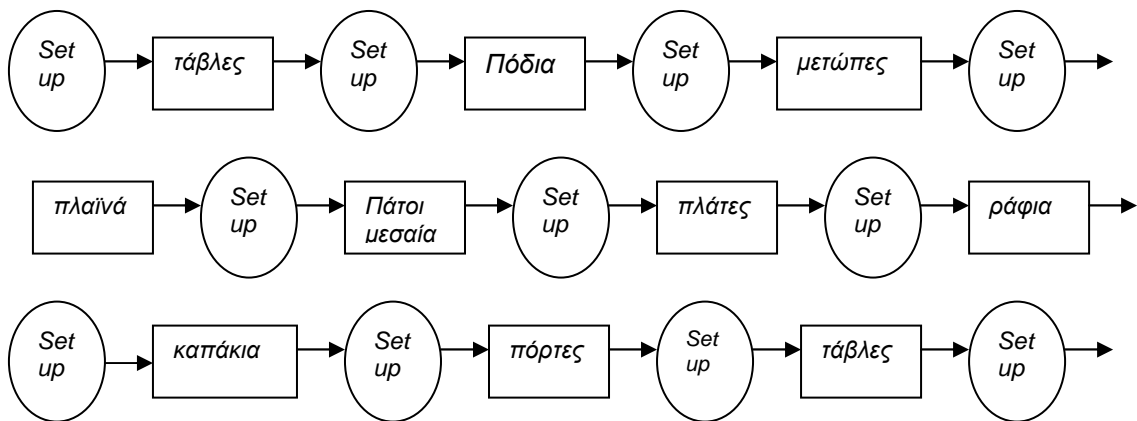 Set
up
τάβλες
Set
up
Πόδια
Set
up
μετώπες
Set
up
πλαϊνά
Set
up
Πάτοι
μεσαία
Set
up
πλάτες
Set
up
ράφια
Set
up
καπάκια
Set
up
πόρτες
Set
up
τάβλες
Set
up